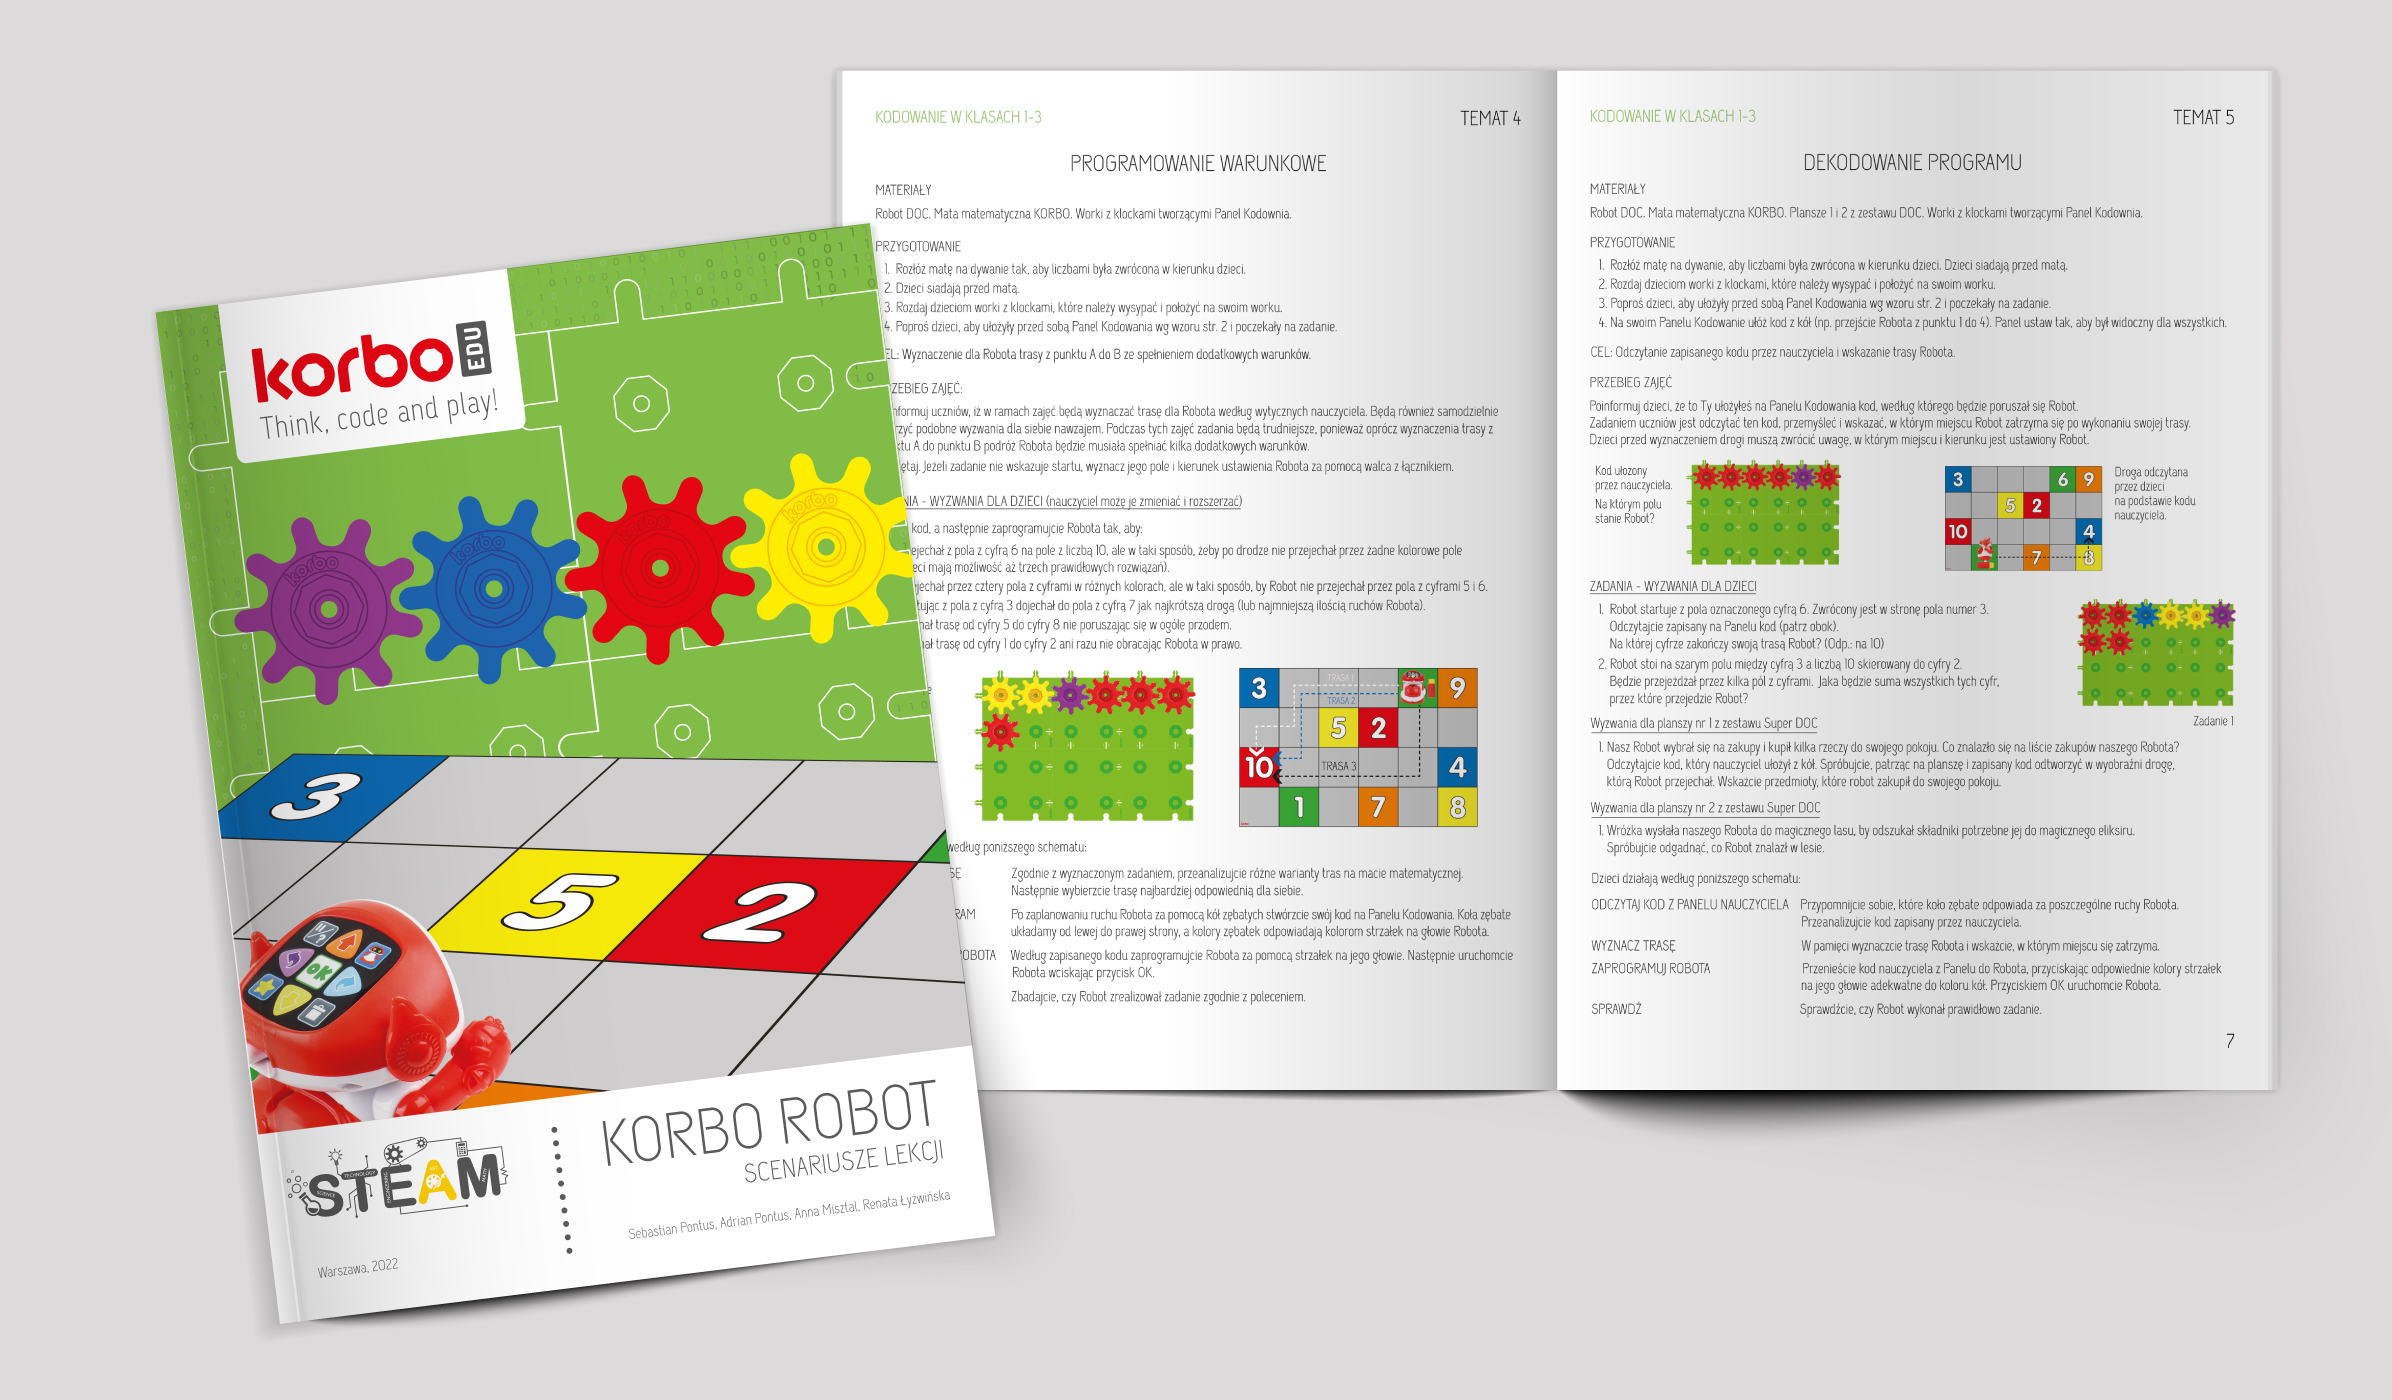 korbo EDU
Think, code and play!
korbo
korbo
korbo
korbo
3
5
2
OK
STEAM
KORBO ROBOT
SCENARIUSZE LEKCJI
Sebastian Pontus, Adrian Pontus, Anna Misztal, Renata Łyżwińska
Warszawa, 2022
KODOWANIE W KLASACH 1-3
TEMAT 4
PROGRAMOWANIE WARUNKOWE
MATERIAŁY
Robot DOC. Mata matematyczna KORBO. Worki z klockami tworzącymi Panel Kodownia.
PRZYGOTOWANIE
1. Rozłóż matę na dywanie tak, aby liczbami była zwrócona w kierunku dzieci.
2. Dzieci siadają przed matą.
3. Rozdaj dzieciom worki z klockami, które należy wysypać i położyć na swoim worku.
4. Poproś dzieci, aby ułożyły przed sobą Panel Kodowania wg wzoru str. 2 i poczekały na zadanie.
EL: Wyznaczenie dla Robota trasy z punktu A do B ze spełnieniem dodatkowych warunków.
ZEBIEG ZAJĘĆ:
nformuj uczniów, iż w ramach zajęć będą wyznaczać trasę dla Robota według wytycznych nauczyciela. Będą również samodzielnie
rzyć podobne wyzwania dla siebie nawzajem. Podczas tych zajęć zadania będą trudniejsze, ponieważ oprócz wyznaczenia trasy z
ktu A do punktu B podróż Robota będzie musiała spełniać kilka dodatkowych warunków.
ętaj. Jeżeli zadanie nie wskazuje startu, wyznacz jego pole i kierunek ustawienia Robota za pomocą walca z łącznikiem.
NIA - WYZWANIA DLA DZIECI (nauczyciel może je zmieniać i rozszerzać)
kod, a następnie zaprogramujcie Robota tak, aby:
ejechał z pola z cyfrą 6 na pole z liczbą 10, ale w taki sposób, żeby po drodze nie przejechał przez żadne kolorowe pole
eci mają możliwość aż trzech prawidłowych rozwiązań).
jechał przez cztery pola z cyframi w różnych kolorach, ale w taki sposób, by Robot nie przejechał przez pola z cyframi 5 i 6.
tując z pola z cyfrą 3 dojechał do pola z cyfrą 7 jak najkrótszą drogą (lub najmniejszą ilością ruchów Robota).
ał trasę od cyfry 5 do cyfry 8 nie poruszając się w ogóle przodem.
ał trasę od cyfry 1 do cyfry 2 ani razu nie obracając Robota w prawo.
3 TRASA 1 9
TRASA 2
5 2
10 TRASA 3 4
1 7 8
według poniższego schematu:
SĘ Zgodnie z wyznaczonym zadaniem, przeanalizujcie różne warianty tras na macie matematycznej.
Następnie wybierzcie trasę najbardziej odpowiednią dla siebie.
RAM Po zaplanowaniu ruchu Robota za pomocą kół zębatych stwórzcie swój kod na Panelu Kodowania. Koła zębate
układamy od lewej do prawej strony, a kolory zębatek odpowiadają kolorom strzałek na głowie Robota.
ROBOTA Według zapisanego kodu zaprogramujcie Robota za pomocą strzałek na jego głowie. Następnie uruchomcie
Robota wciskając przycisk OK.
Zbadajcie, czy Robot zrealizował zadanie zgodnie z poleceniem.
KODOWANIE W KLASACH 1-3
TEMAT 5
DEKODOWANIE PROGRAMU
MATERIAŁY
Robot DOC. Mata matematyczna KORBO. Plansze 1 i 2 z zestawu DOC. Worki z klockami tworzącymi Panel Kodownia.
PRZYGOTOWANIE
1. Rozłóż matę na dywanie, aby liczbami była zwrócona w kierunku dzieci. Dzieci siadają przed matą.
2. Rozdaj dzieciom worki z klockami, które należy wysypać i położyć na swoim worku.
3. Poproś dzieci, aby ułożyły przed sobą Panel Kodowania wg wzoru str. 2 i poczekały na zadanie.
4. Na swoim Panelu Kodowanie ułóż kod z kół (np. przejście Robota z punktu 1 do 4). Panel ustaw tak, aby był widoczny dla wszystkich.
CEL: Odczytanie zapisanego kodu przez nauczyciela i wskazanie trasy Robota.
PRZEBIEG ZAJĘĆ
Poinformuj dzieci, że to Ty ułożyłeś na Panelu Kodowania kod, według którego będzie poruszał się Robot.
Zadaniem uczniów jest odczytać ten kod, przemyśleć i wskazać, w którym miejscu Robot zatrzyma się po wykonaniu swojej trasy.
Dzieci przed wyznaczeniem drogi muszą zwrócić uwagę, w którym miejscu i kierunku jest ustawiony Robot.
Kod ułożony
przez nauczyciela.
Na którym polu
stanie Robot?
3 6 9
5 2
10 4
7 8
Droga odczytana
przez dzieci
na podstawie kodu
nauczyciela.
ZADANIA - WYZWANIA DLA DZIECI
1. Robot startuje z pola oznaczonego cyfrą 6. Zwrócony jest w stronę pola numer 3.
Odczytajcie zapisany na Panelu kod (patrz obok).
Na której cyfrze zakończy swoją trasą Robot? (Odp.: na 10)
2. Robot stoi na szarym polu między cyfrą 3 a liczbą 10 skierowany do cyfry 2.
Będzie przejeżdżał przez kilka pól z cyframi. Jaka będzie suma wszystkich tych cyfr,
przez które przejedzie Robot?
Zadanie 1
Wyzwania dla planszy nr 1 z zestawu Super DOC
1. Nasz Robot wybrał się na zakupy i kupił kilka rzeczy do swojego pokoju. Co znalazło się na liście zakupów naszego Robota?
Odczytajcie kod, który nauczyciel ułożył z kół. Spróbujcie, patrząc na planszę i zapisany kod odtworzyć w wyobraźni drogę,
którą Robot przejechał. Wskażcie przedmioty, które robot zakupił do swojego pokoju.
Wyzwania dla planszy nr 2 z zestawu Super DOC
1. Wróżka wysłała naszego Robota do magicznego lasu, by odszukał składniki potrzebne jej do magicznego eliksiru.
Spróbujcie odgadnąć, co Robot znalazł w lesie.
Dzieci działają według poniższego schematu:
ODCZYTAJ KOD Z PANELU NAUCZYCIELA Przypomnijcie sobie, które koło zębate odpowiada za poszczególne ruchy Robota.
Przeanalizujcie kod zapisany przez nauczyciela.
WYZNACZ TRASĘ W pamięci wyznaczcie trasę Robota i wskażcie, w którym miejscu się zatrzyma.
ZAPROGRAMUJ ROBOTA Przenieście kod nauczyciela z Panelu do Robota, przyciskając odpowiednie kolory strzałek
na jego głowie adekwatne do koloru kół. Przyciskiem OK uruchomcie Robota.
SPRAWDŹ Sprawdźcie, czy Robot wykonał prawidłowo zadanie.
7